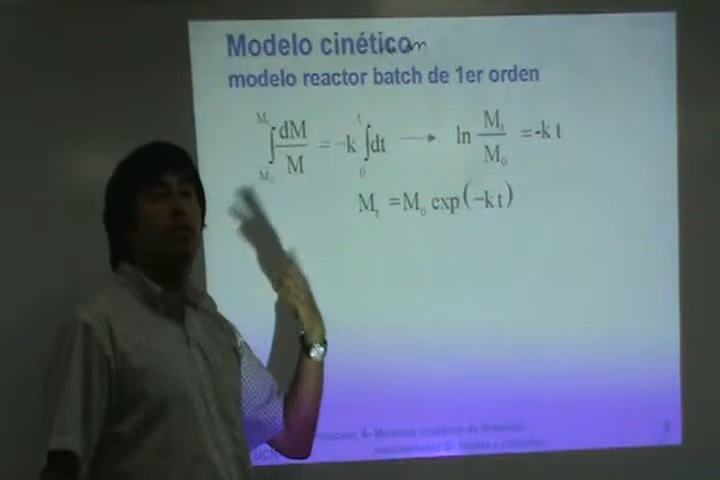 Modelo cinético
modelo reactor batch de 1er orden
∫ dM/M = -k ∫ dt → ln Mt/M0 = -k t
Mt = M0 exp(-k t)